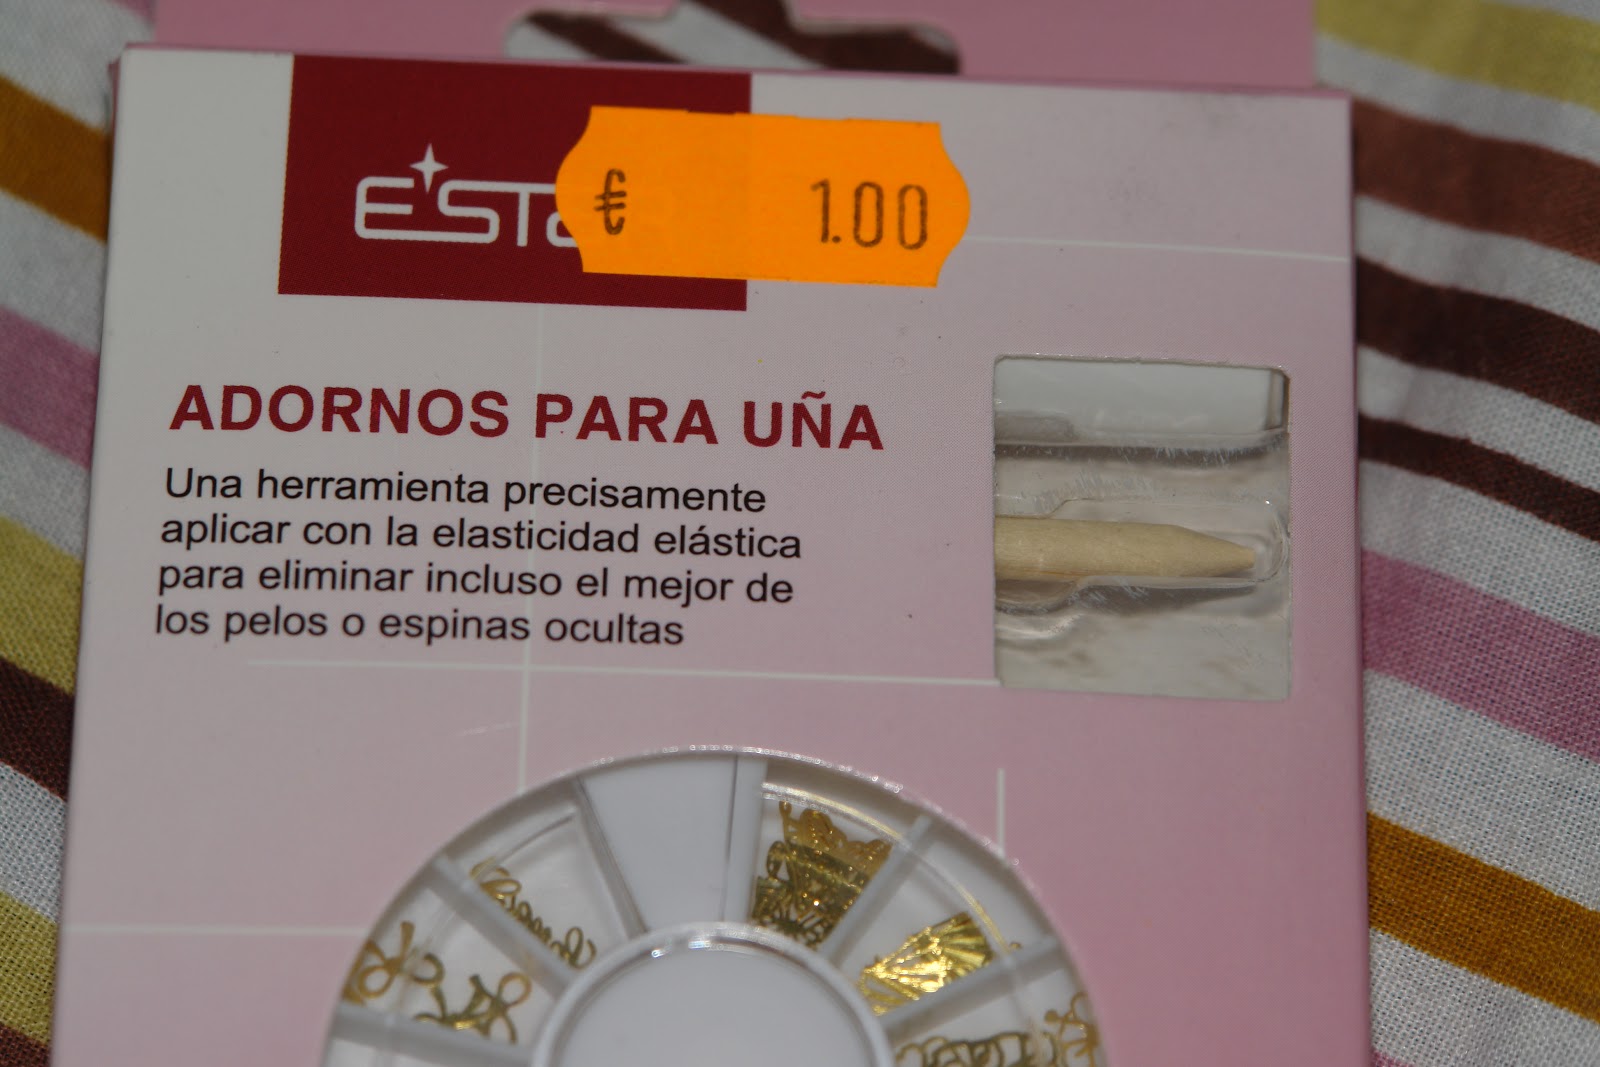 € 1.00
ADORNOS PARA UÑA
Una herramienta precisamente
aplicar con la elasticidad elástica
para eliminar incluso el mejor de
los pelos o espinas ocultas